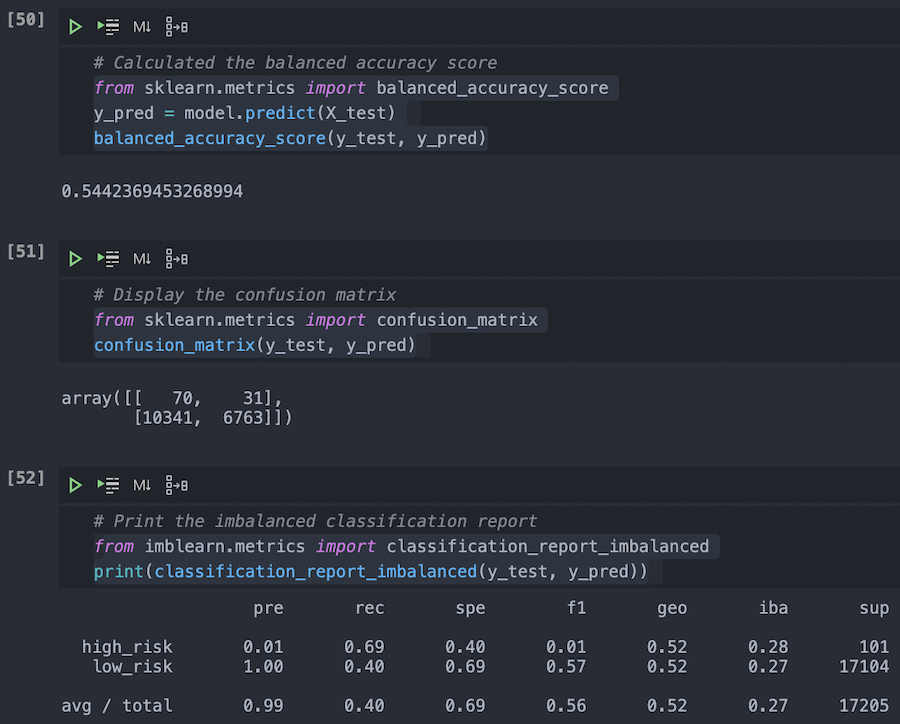 [50]
M↓
# Calculated the balanced accuracy score
from sklearn.metrics import balanced_accuracy_score
y_pred = model.predict(X_test)
balanced_accuracy_score(y_test, y_pred)
0.5442369453268994
[51]
M↓
# Display the confusion matrix
from sklearn.metrics import confusion_matrix
confusion_matrix(y_test, y_pred)
array([[   70,    31],
       [10341,  6763]])
[52]
M↓
# Print the imbalanced classification report
from imblearn.metrics import classification_report_imbalanced
print(classification_report_imbalanced(y_test, y_pred))
pre rec spe f1 geo iba sup
high_risk 0.01 0.69 0.40 0.01 0.52 0.28 101
low_risk 1.00 0.40 0.69 0.57 0.52 0.27 17104
avg / total 0.99 0.40 0.69 0.56 0.52 0.27 17205